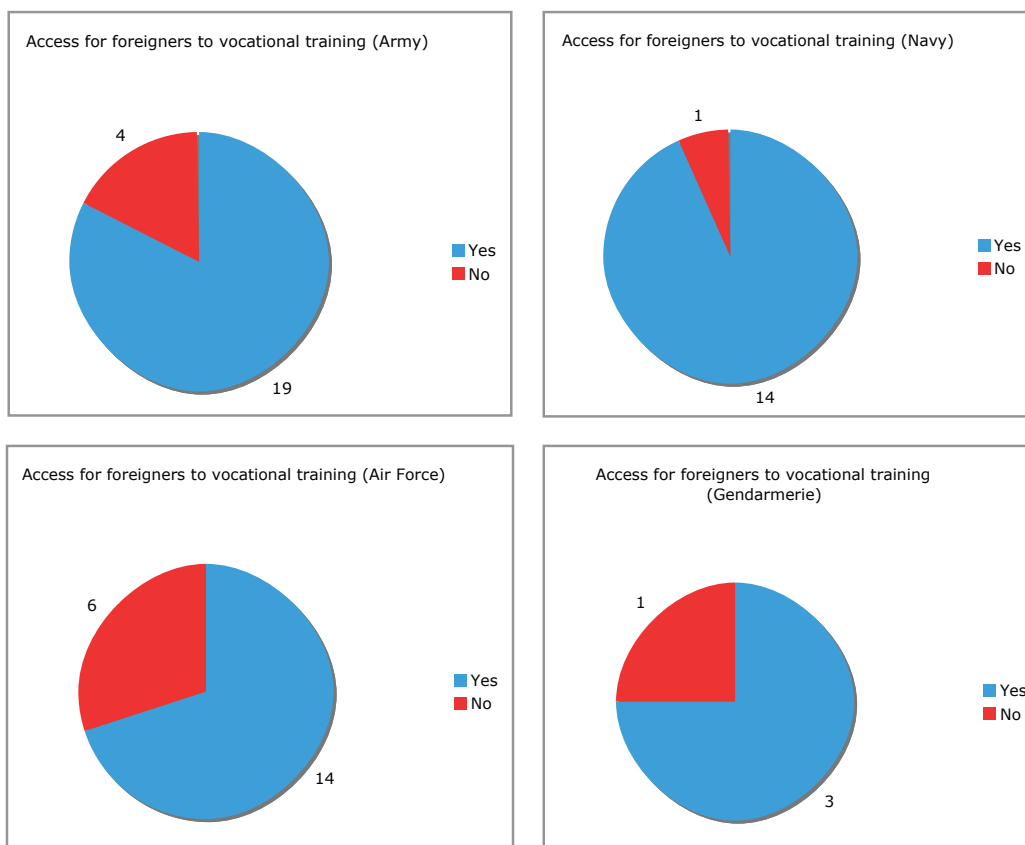 Access for foreigners to vocational training (Army)
4
Yes
No
19
Access for foreigners to vocational training (Navy)
1
Yes
No
14
Access for foreigners to vocational training (Air Force)
6
Yes
No
14
Access for foreigners to vocational training
(Gendarmerie)
1
Yes
No
3